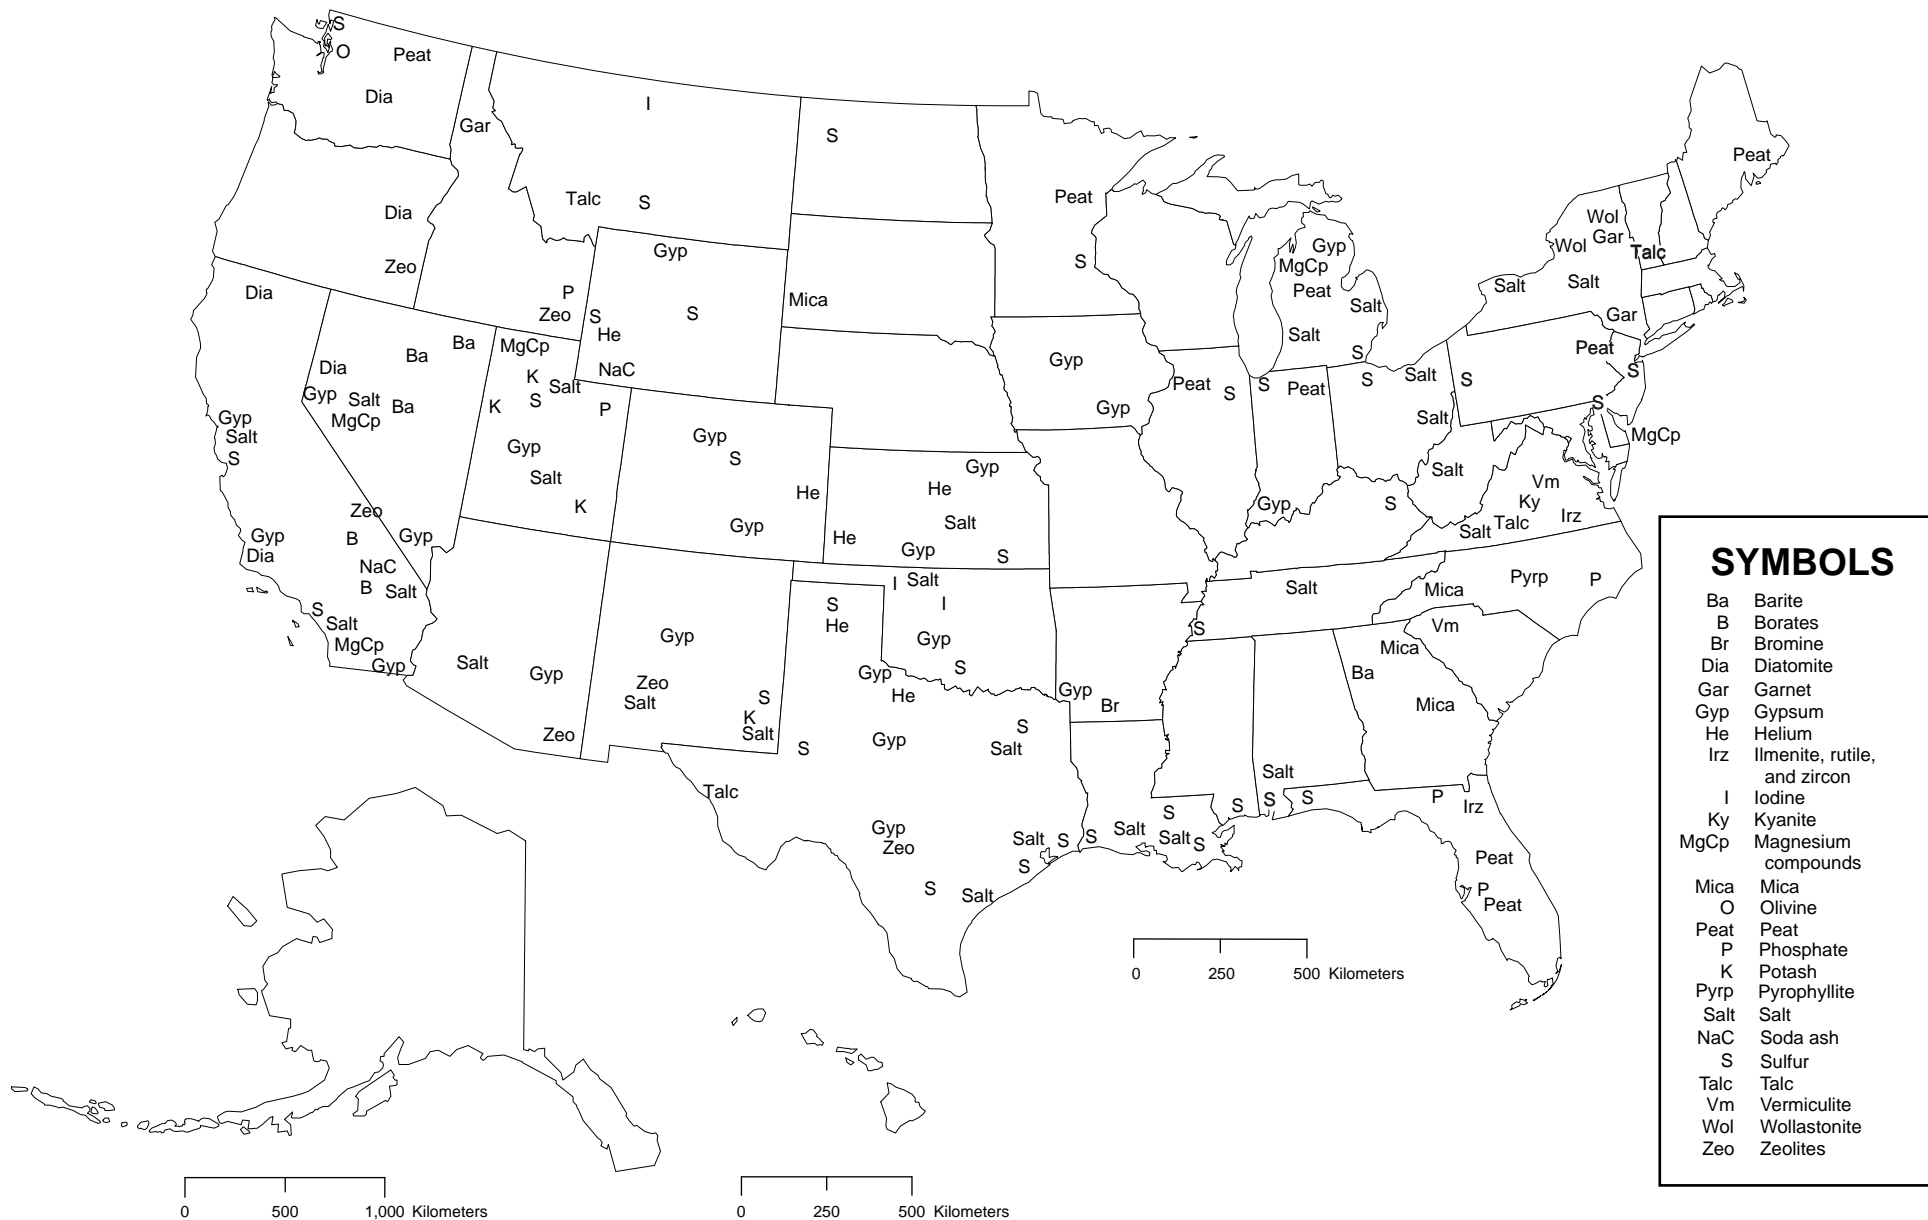 S
O
Peat
Dia
Gar
I
Talc
S
S
Dia
Zeo
P
Zeo
Gyp
S
S
He
NaC
Mica
Peat
S
Gyp
MgCp
Peat
Salt
Salt
S
Peat
Wol
Gar
Wol
Talc
Salt
Salt
Gar
Peat
S
S
S
MgCp
Dia
Ba
Ba
Dia
Gyp
Salt
Ba
MgCp
MgCp
K
Salt
S
K
P
Gyp
Salt
K
Gyp
Salt
S
Zeo
B
Gyp
Gyp
Dia
NaC
B
Salt
S
Salt
MgCp
Gyp
Gyp
S
He
Gyp
Gyp
He
Salt
He
Gyp
S
Gyp
Gyp
Peat
S
S
Peat
Gyp
S
Salt
Salt
S
Salt
Vm
Ky
Irz
Talc
Salt
Salt
S
Mica
Pyrp
P
Vm
Mica
Ba
Mica
Salt
Gyp
Zeo
Gyp
Zeo
Salt
S
K
Salt
I
Salt
I
Gyp
S
S
He
Gyp
He
S
Salt
S
Gyp
Talc
Gyp
Zeo
Salt
S
S
S
Salt
Gyp
Br
S
Salt
S
Salt
S
S
Salt
S
S
P
Irz
Peat
P
Peat
0 250 500 Kilometers
0 500 1,000 Kilometers
0 250 500 Kilometers
SYMBOLS
Ba Barite
B Borates
Br Bromine
Dia Diatomite
Gar Garnet
Gyp Gypsum
He Helium
Irz Ilmenite, rutile,
and zircon
I Iodine
Ky Kyanite
MgCp Magnesium
compounds
Mica Mica
O Olivine
Peat Peat
P Phosphate
K Potash
Pyrp Pyrophyllite
Salt Salt
NaC Soda ash
S Sulfur
Talc Talc
Vm Vermiculite
Wol Wollastonite
Zeo Zeolites